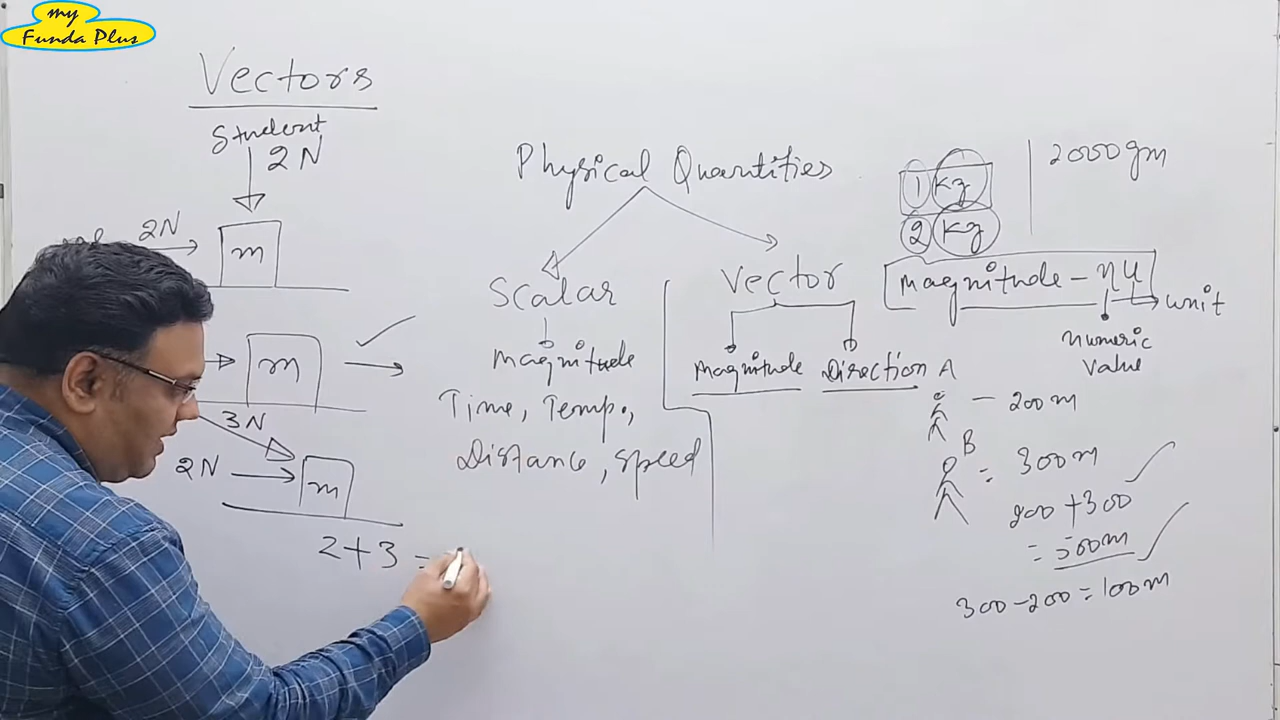 my
Funda Plus
Vectors
Student
2N
2N
m
m
3N
2N
m
2+3 =
Physical Quantities
Scalar
Magnitude
Time, Temp.,
Distance, Speed
Vector
Magnitude
Direction
1 kg
2 kg
2000gm
Magnitude - nu
unit
numeric
value
A
- 200m
B
= 300m
200 + 300
= 500m
300 - 200 = 100m